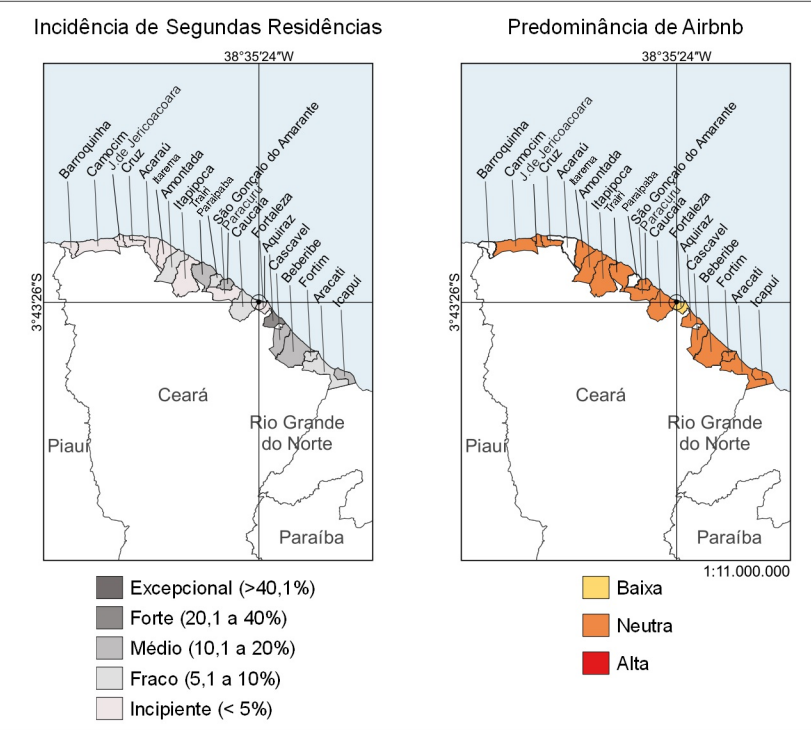 Incidência de Segundas Residências
38°35'24"W
3°43'26"S
Barroquinha
Camocim
J. de Jericoacoara
Cruz
Acaraú
Itarema
Amontada
Itapipoca
Trairi
Paraipaba
São Gonçalo do Amarante
Paracuru
Caucaia
Fortaleza
Aquiraz
Cascavel
Beberibe
Fortim
Aracati
Icapuí
Ceará
Rio Grande
do Norte
Piauí
Paraíba
Excepcional (>40,1%)
Forte (20,1 a 40%)
Médio (10,1 a 20%)
Fraco (5,1 a 10%)
Incipiente (< 5%)
Predominância de Airbnb
38°35'24"W
3°43'26"S
Barroquinha
Camocim
J. de Jericoacoara
Cruz
Acaraú
Itarema
Amontada
Itapipoca
Trairi
Paraipaba
São Gonçalo do Amarante
Paracuru
Caucaia
Fortaleza
Aquiraz
Cascavel
Beberibe
Fortim
Aracati
Icapuí
Ceará
Rio Grande
do Norte
Piauí
Paraíba
1:11.000.000
Baixa
Neutra
Alta